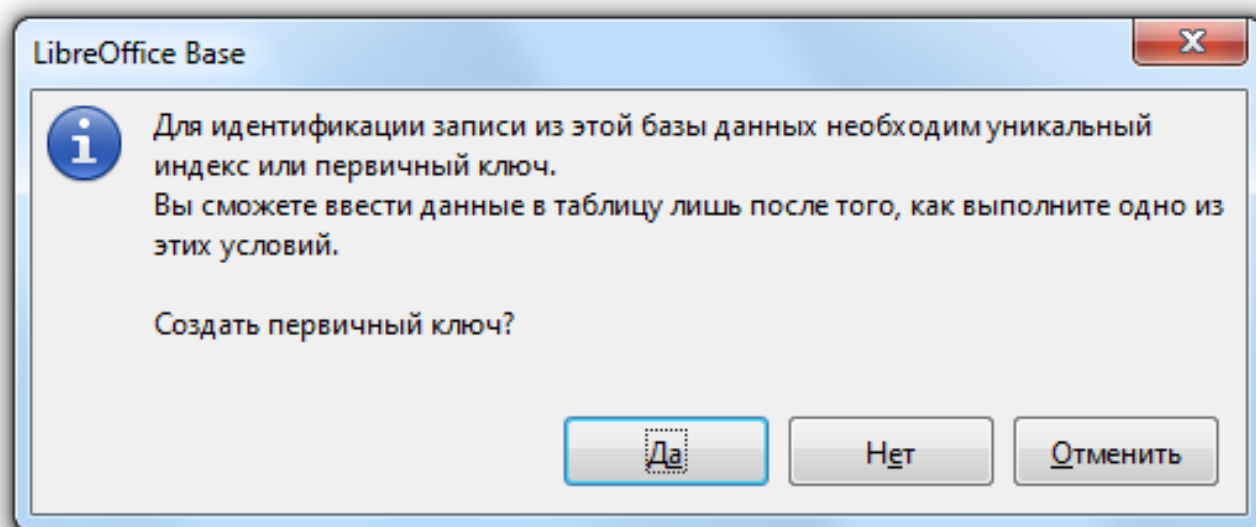 LibreOffice Base
Для идентификации записи из этой базы данных необходим уникальный
индекс или первичный ключ.
Вы сможете ввести данные в таблицу лишь после того, как выполните одно из
этих условий.
Создать первичный ключ?
Да Нет Отменить